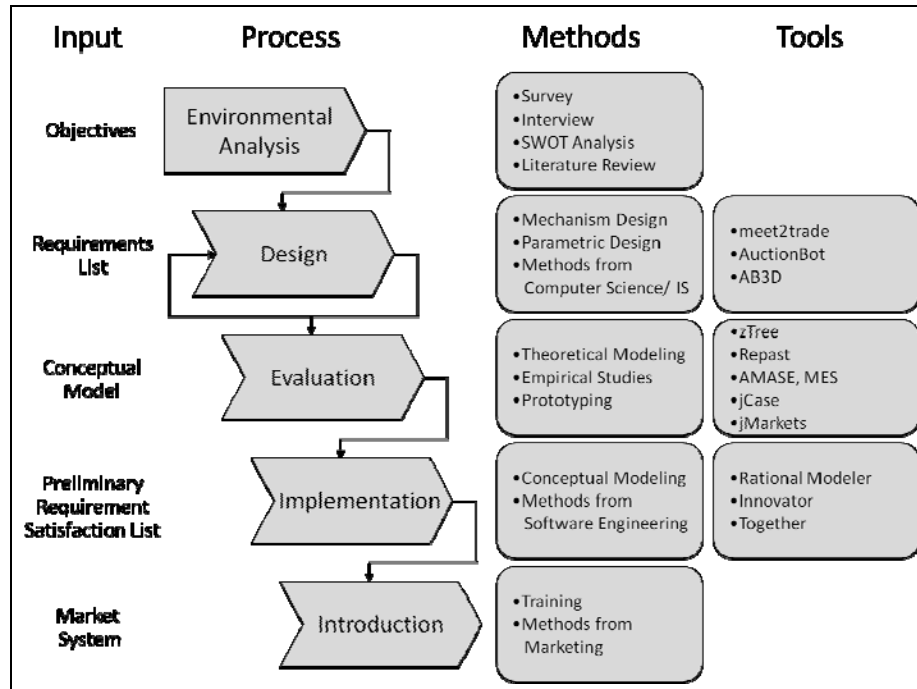 Input Process Methods Tools
Objectives
Environmental
Analysis
•Survey
•Interview
•SWOT Analysis
•Literature Review
Requirements
List
Design
•Mechanism Design
•Parametric Design
•Methods from
Computer Science/ IS
•meet2trade
•AuctionBot
•AB3D
Conceptual
Model
Evaluation
•Theoretical Modeling
•Empirical Studies
•Prototyping
•zTree
•Repast
•AMASE, MES
•jCase
•jMarkets
Preliminary
Requirement
Satisfaction List
Implementation
•Conceptual Modeling
•Methods from
Software Engineering
•Rational Modeler
•Innovator
•Together
Market
System
Introduction
•Training
•Methods from
Marketing